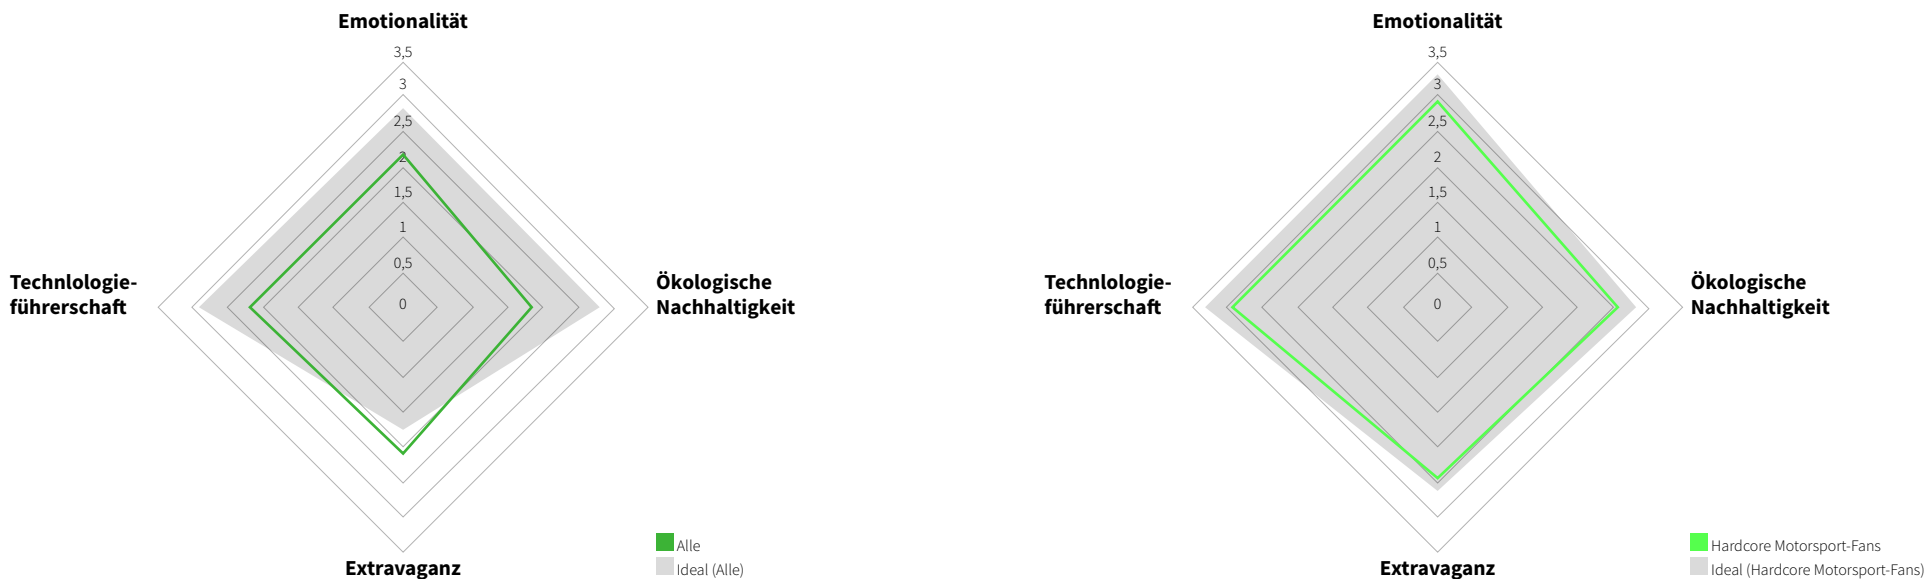 Emotionalität
3,5
3
2,5
2
1,5
1
0,5
0
Technlologie-
führerschaft
Ökologische
Nachhaltigkeit
Extravaganz
Alle
Ideal (Alle)
Emotionalität
3,5
3
2,5
2
1,5
1
0,5
0
Technlologie-
führerschaft
Ökologische
Nachhaltigkeit
Extravaganz
Hardcore Motorsport-Fans
Ideal (Hardcore Motorsport-Fans)